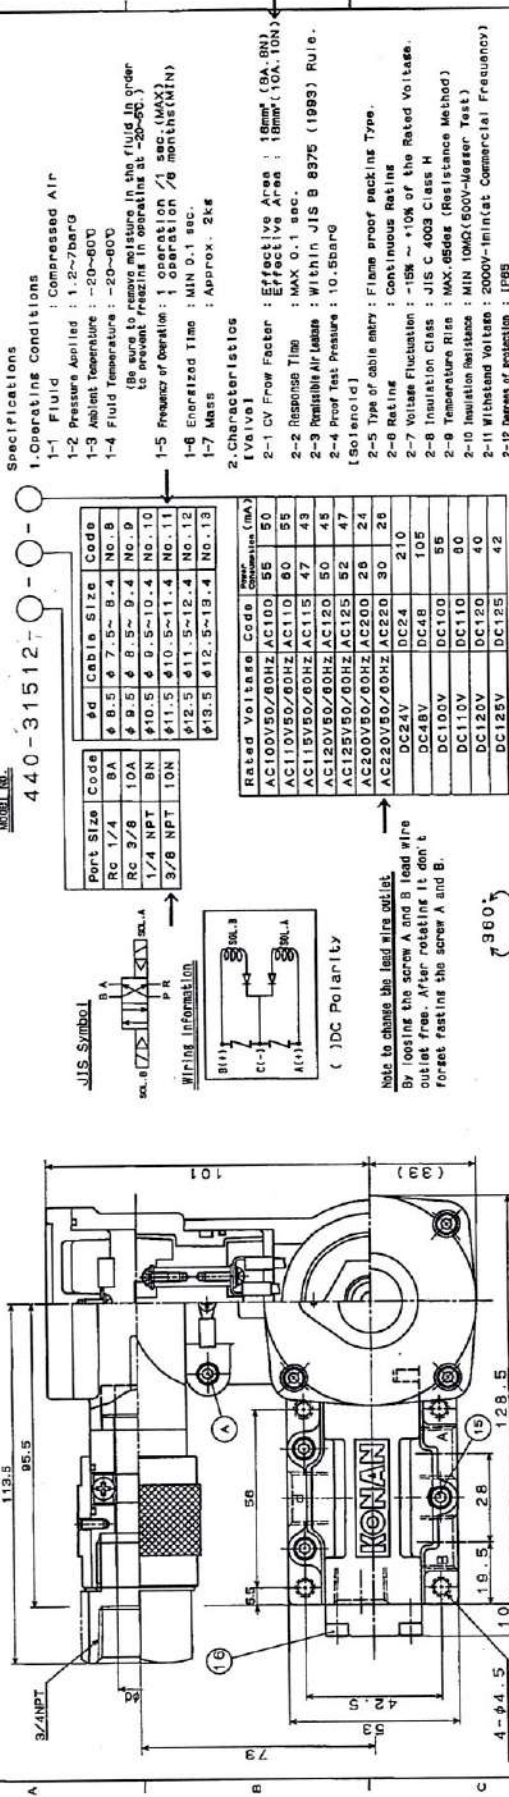 MODEL NO.
440-31512-
Port Size Code
Rc 1/4 8A
Rc 3/8 10A
1/4 NPT 8N
3/8 NPT 10N
φd Cable Size Code
φ 8.5 φ 7.5~ 8.4 No.8
φ 9.5 φ 8.5~ 9.4 No.9
φ10.5 φ 9.5~10.4 No.10
φ11.5 φ10.5~11.4 No.11
φ12.5 φ11.5~12.4 No.12
φ13.5 φ12.5~13.4 No.13
Rated Voltage Code Power Consumption (mA)
AC100V50/60HZ AC100 55 50
AC110V50/60HZ AC110 60 55
AC115V50/60HZ AC115 47 43
AC120V50/60HZ AC120 50 45
AC125V50/60HZ AC125 52 47
AC200V50/60HZ AC200 26 24
AC220V50/60HZ AC220 30 26
DC24V DC24 210
DC48V DC48 105
DC100V DC100 55
DC110V DC110 60
DC120V DC120 40
DC125V DC125 42
Specifications
1.Operating Conditions
1-1 Fluid : Compressed Air
1-2 Pressure Applied : 1.2~7barG
1-3 Ambient Temperature : -20~60℃
1-4 Fluid Temperature : -20~60℃
(Be sure to remove moisture in the fluid in order
to prevent freezing in operating at -20~5℃.)
1-5 Frequency of Operation : 1 operation /1 sec.(MAX)
1 operation /6 months(MIN)
1-6 Energized Time : MIN 0.1 sec.
1-7 Mass : Approx. 2kg
2.Characteristics
[Valve]
2-1 CV Frow Facter : Effective Area : 16mm² (8A.8N)
Effective Area : 18mm²(10A.10N)
2-2 Response Time : MAX 0.1 sec.
2-3 Permissible Air Leakage : Within JIS B 8375 (1993) Rule.
2-4 Proof Test Pressure : 10.5barG
[Solenoid]
2-5 Type of cable entry : Flame proof packing Type.
2-6 Rating : Continuous Rating
2-7 Voltage Fluctuation : -15% ~ +10% of the Rated Voltage.
2-8 Insulation Class : JIS C 4003 Class H
2-9 Temperature Rise : MAX.65deg (Resistance Method)
2-10 Insulation Resistance : MIN 10MΩ(500V-Megger Test)
2-11 Withstand Voltage : 2000V-1min(at Commercial Frequency)
2-12 Degrees of protection : IP65
JIS Symbol
SOL.B
B A
P R
SOL.A
Wiring Information
B(+)
C(-)
A(+)
SOL.B
SOL.A
( )DC Polarity
Note to change the lead wire outlet
By loosing the screw A and B lead wire
outlet free. After rotating it don't
forget fasting the screw A and B.
(360°)
113.5
95.5
3/4NPT
φd
101
(33)
A
56
5.5
KONAN
P
A
B
15
16
42.5
53
73
19.5
28
128.5
10
4-φ4.5
A
B
C